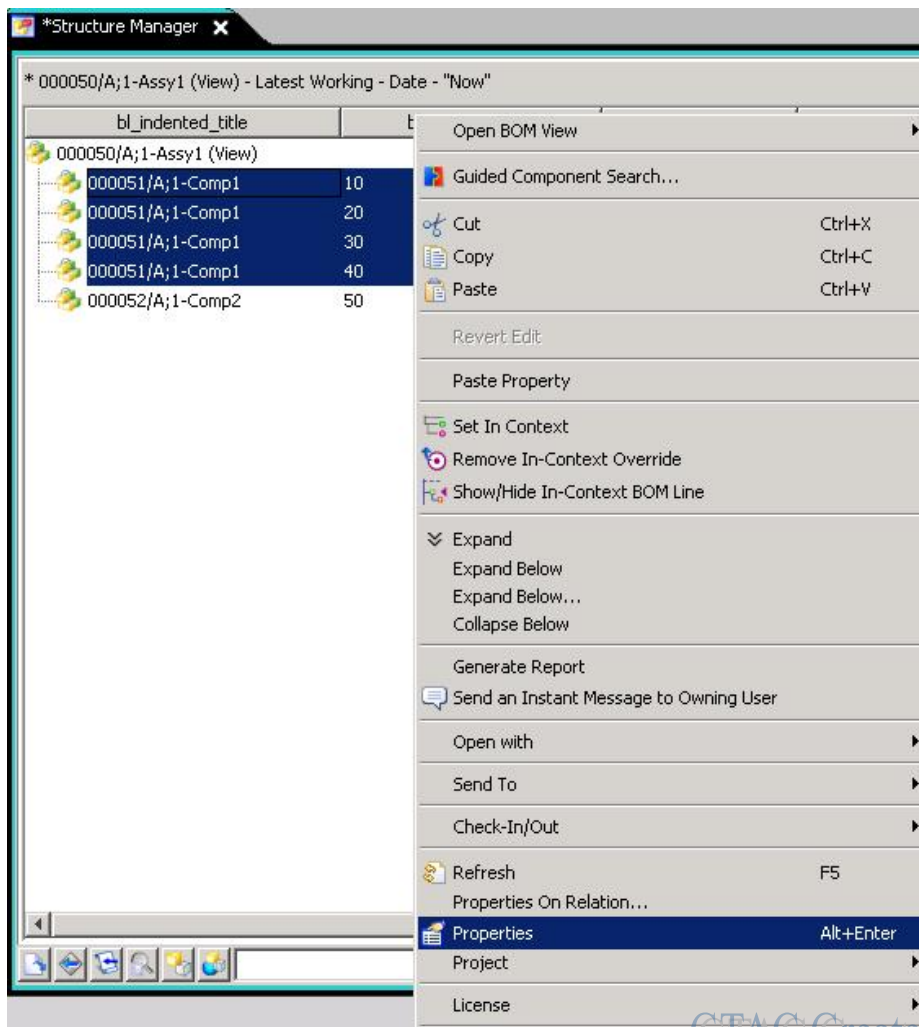 *Structure Manager
* 000050/A;1-Assy1 (View) - Latest Working - Date - "Now"
bl_indented_title
000050/A;1-Assy1 (View)
000051/A;1-Comp1 10
000051/A;1-Comp1 20
000051/A;1-Comp1 30
000051/A;1-Comp1 40
000052/A;1-Comp2 50
Open BOM View
Guided Component Search...
Cut Ctrl+X
Copy Ctrl+C
Paste Ctrl+V
Revert Edit
Paste Property
Set In Context
Remove In-Context Override
Show/Hide In-Context BOM Line
Expand
Expand Below
Expand Below...
Collapse Below
Generate Report
Send an Instant Message to Owning User
Open with
Send To
Check-In/Out
Refresh F5
Properties On Relation...
Properties Alt+Enter
Project
License